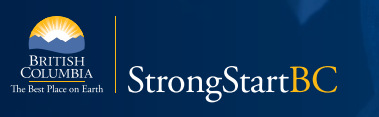 BRITISH
COLUMBIA
The Best Place on Earth
StrongStartBC